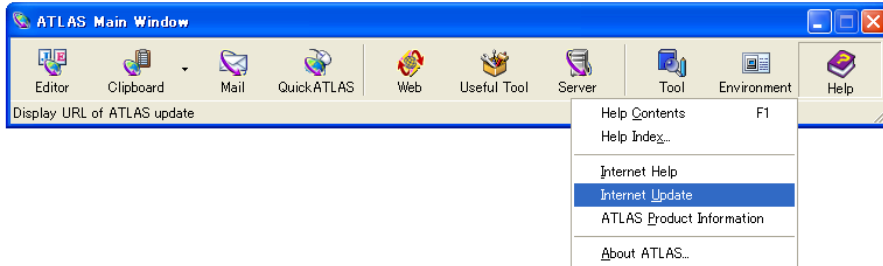 ATLAS Main Window
Editor Clipboard Mail QuickATLAS Web Useful Tool Server Tool Environment Help
Display URL of ATLAS update
Help Contents F1
Help Index...
Internet Help
Internet Update
ATLAS Product Information
About ATLAS...